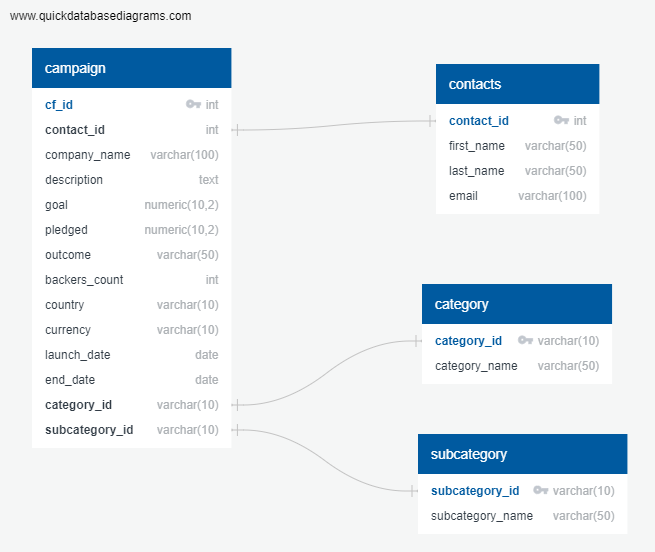 www.quickdatabasediagrams.com
campaign
cf_id int
contact_id int
company_name varchar(100)
description text
goal numeric(10,2)
pledged numeric(10,2)
outcome varchar(50)
backers_count int
country varchar(10)
currency varchar(10)
launch_date date
end_date date
category_id varchar(10)
subcategory_id varchar(10)
contacts
contact_id int
first_name varchar(50)
last_name varchar(50)
email varchar(100)
category
category_id varchar(10)
category_name varchar(50)
subcategory
subcategory_id varchar(10)
subcategory_name varchar(50)